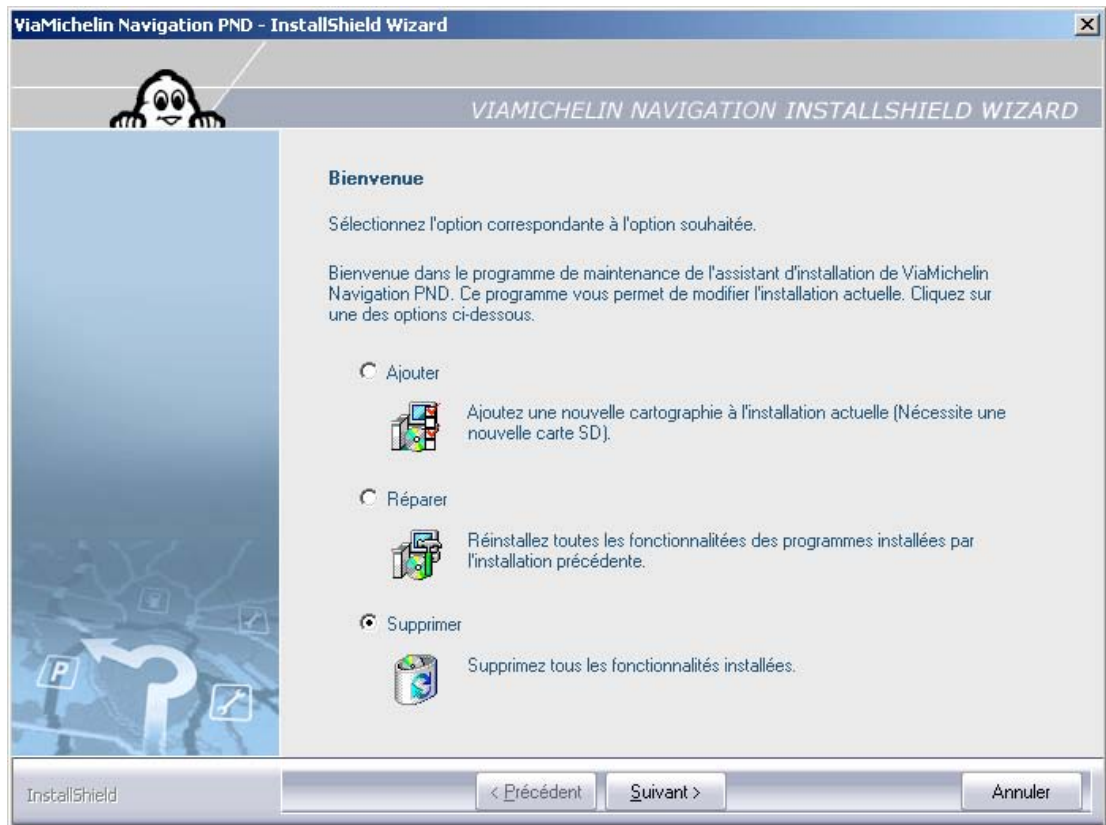 ViaMichelin Navigation PND - InstallShield Wizard
VIAMICHELIN NAVIGATION INSTALLSHIELD WIZARD
Bienvenue
Sélectionnez l'option correspondante à l'option souhaitée.
Bienvenue dans le programme de maintenance de l'assistant d'installation de ViaMichelin
Navigation PND. Ce programme vous permet de modifier l'installation actuelle. Cliquez sur
une des options ci-dessous.
Ajouter
Ajoutez une nouvelle cartographie à l'installation actuelle (Nécessite une
nouvelle carte SD).
Réparer
Réinstallez toutes les fonctionnalitées des programmes installées par
l'installation précédente.
Supprimer
Supprimez tous les fonctionnalités installées.
P
InstallShield
< Précédent
Suivant >
Annuler